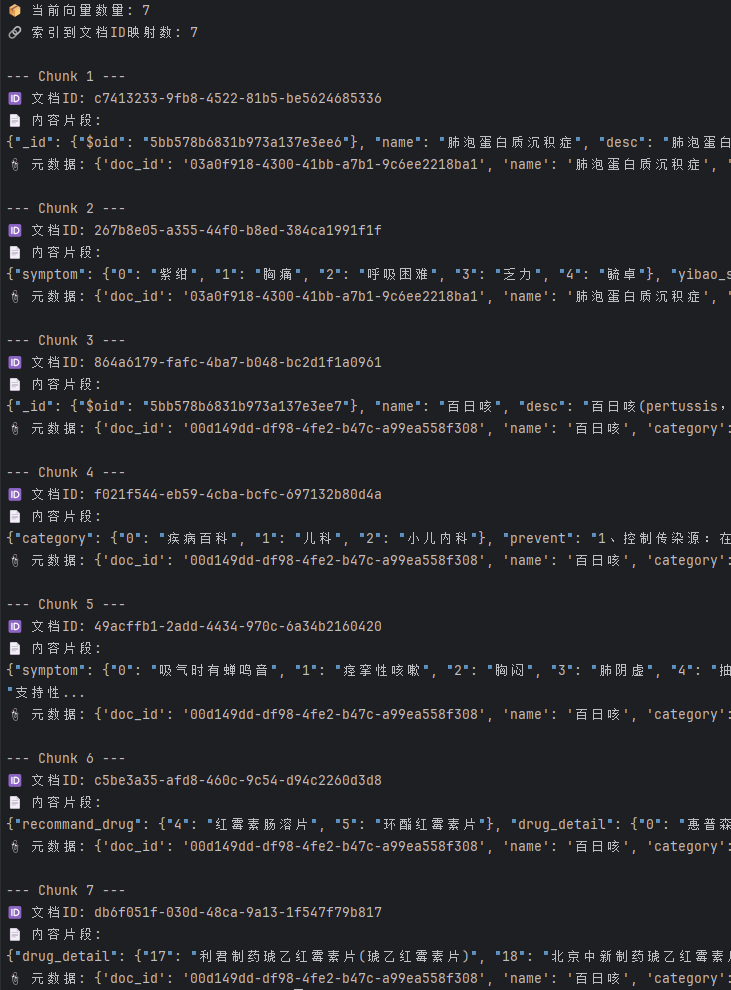 📦 当前向量数量: 7
🔗 索引到文档ID映射数: 7
--- Chunk 1 ---
🆔 文档ID: c7413233-9fb8-4522-81b5-be5624685336
📄 内容片段:
{"_id": {"$oid": "5bb578b6831b973a137e3ee6"}, "name": "肺泡蛋白质沉积症", "desc": "肺泡蛋白
📎 元数据: {'doc_id': '03a0f918-4300-41bb-a7b1-9c6ee2218ba1', 'name': '肺泡蛋白质沉积症', '
--- Chunk 2 ---
🆔 文档ID: 267b8e05-a355-44f0-b8ed-384ca1991f1f
📄 内容片段:
{"symptom": {"0": "紫绀", "1": "胸痛", "2": "呼吸困难", "3": "乏力", "4": "毓卓"}, "yibao_s
📎 元数据: {'doc_id': '03a0f918-4300-41bb-a7b1-9c6ee2218ba1', 'name': '肺泡蛋白质沉积症', '
--- Chunk 3 ---
🆔 文档ID: 864a6179-fafc-4ba7-b048-bc2d1f1a0961
📄 内容片段:
{"_id": {"$oid": "5bb578b6831b973a137e3ee7"}, "name": "百日咳", "desc": "百日咳(pertussis，
📎 元数据: {'doc_id': '00d149dd-df98-4fe2-b47c-a99ea558f308', 'name': '百日咳', 'category':
--- Chunk 4 ---
🆔 文档ID: f021f544-eb59-4cba-bcfc-697132b80d4a
📄 内容片段:
{"category": {"0": "疾病百科", "1": "儿科", "2": "小儿内科"}, "prevent": "1、控制传染源：在
📎 元数据: {'doc_id': '00d149dd-df98-4fe2-b47c-a99ea558f308', 'name': '百日咳', 'category':
--- Chunk 5 ---
🆔 文档ID: 49acffb1-2add-4434-970c-6a34b2160420
📄 内容片段:
{"symptom": {"0": "吸气时有蝉鸣音", "1": "痉挛性咳嗽", "2": "胸闷", "3": "肺阴虚", "4": "抽
"支持性...
📎 元数据: {'doc_id': '00d149dd-df98-4fe2-b47c-a99ea558f308', 'name': '百日咳', 'category':
--- Chunk 6 ---
🆔 文档ID: c5be3a35-afd8-460c-9c54-d94c2260d3d8
📄 内容片段:
{"recommand_drug": {"4": "红霉素肠溶片", "5": "环酯红霉素片"}, "drug_detail": {"0": "惠普森
📎 元数据: {'doc_id': '00d149dd-df98-4fe2-b47c-a99ea558f308', 'name': '百日咳', 'category':
--- Chunk 7 ---
🆔 文档ID: db6f051f-030d-48ca-9a13-1f547f79b817
📄 内容片段:
{"drug_detail": {"17": "利君制药琥乙红霉素片(琥乙红霉素片)", "18": "北京中新制药琥乙红霉素片
📎 元数据: {'doc_id': '00d149dd-df98-4fe2-b47c-a99ea558f308', 'name': '百日咳', 'category':